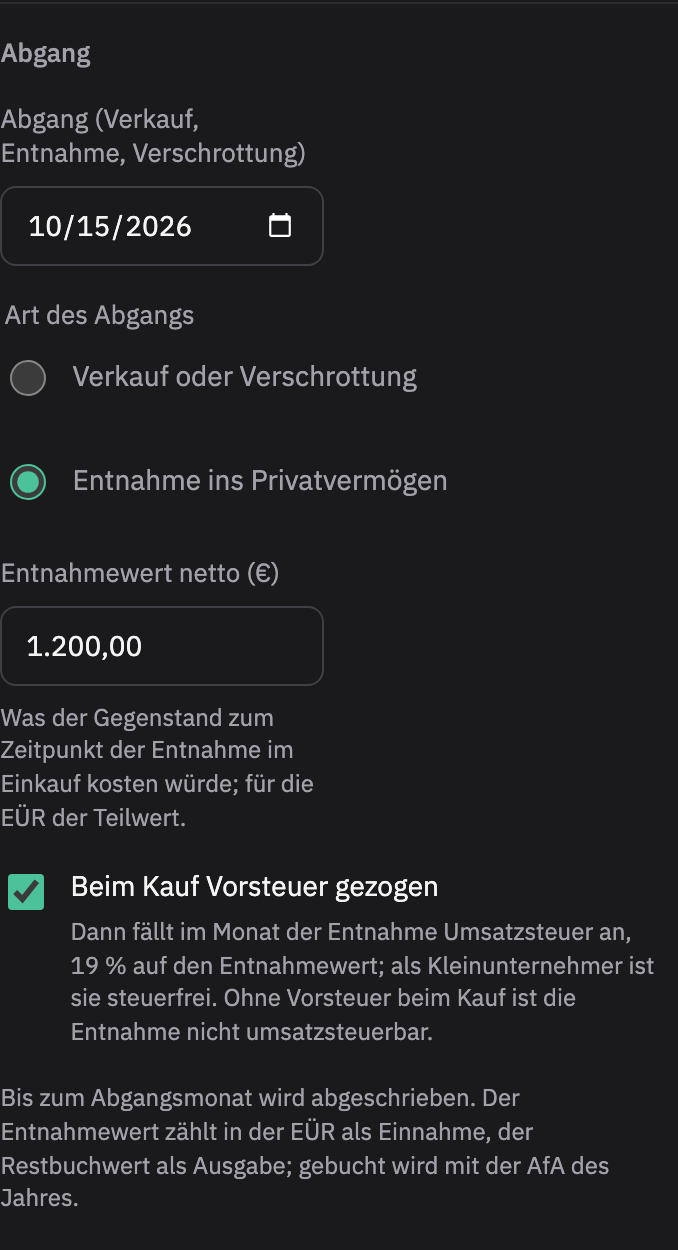 Abgang
Abgang (Verkauf,
Entnahme, Verschrottung)
10/15/2026
Art des Abgangs
Verkauf oder Verschrottung
Entnahme ins Privatvermögen
Entnahmewert netto (€)
1.200,00
Was der Gegenstand zum
Zeitpunkt der Entnahme im
Einkauf kosten würde; für die
EÜR der Teilwert.
Beim Kauf Vorsteuer gezogen
Dann fällt im Monat der Entnahme Umsatzsteuer an,
19 % auf den Entnahmewert; als Kleinunternehmer ist
sie steuerfrei. Ohne Vorsteuer beim Kauf ist die
Entnahme nicht umsatzsteuerbar.
Bis zum Abgangsmonat wird abgeschrieben. Der
Entnahmewert zählt in der EÜR als Einnahme, der
Restbuchwert als Ausgabe; gebucht wird mit der AfA des
Jahres.